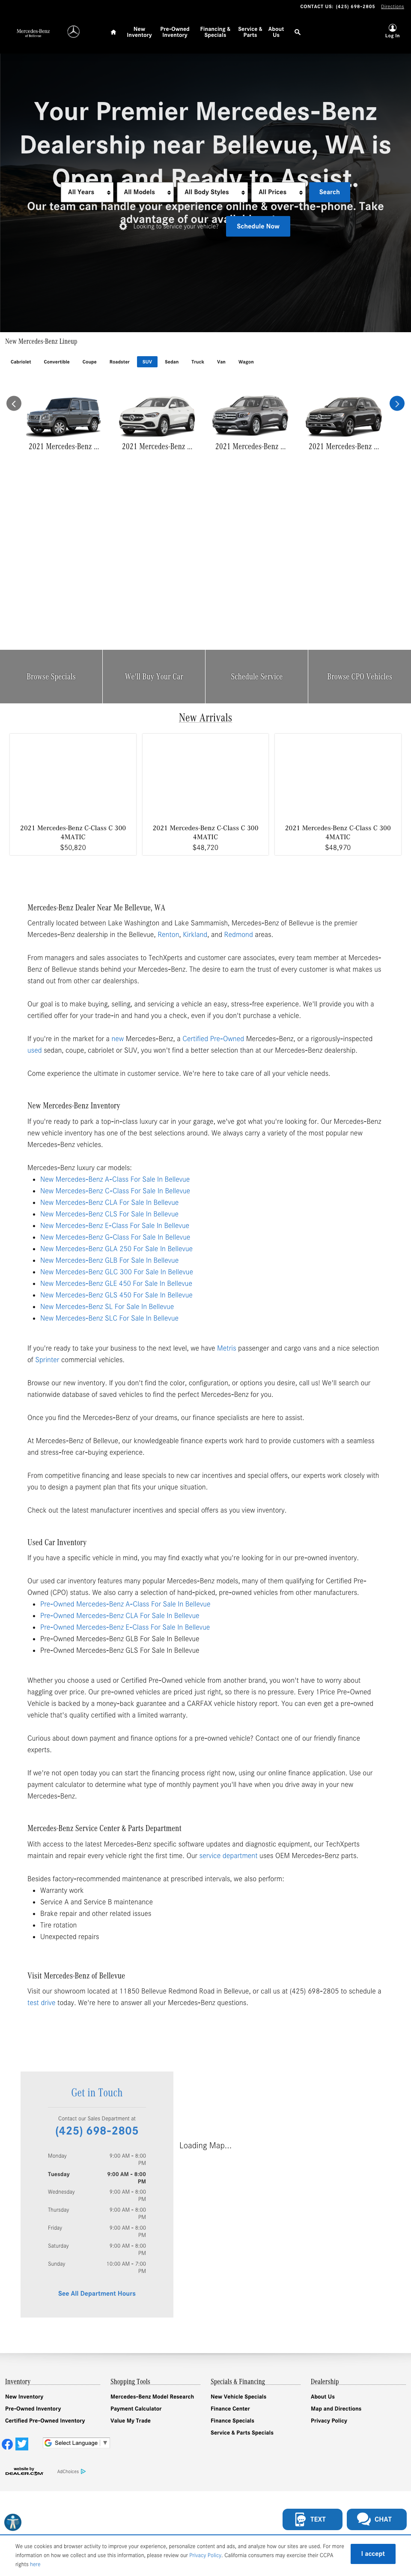 CONTACT US: (425) 698-2805 Directions
Mercedes-Benz
of Bellevue
New Inventory
Pre-Owned Inventory
Financing & Specials
Service & Parts
About Us
Log In
Your Premier Mercedes-Benz
Dealership near Bellevue, WA is
Open and Ready to Assist.
Our team can handle your experience online & over-the-phone. Take
All Years
All Models
All Body Styles
All Prices
Search
Looking to service your vehicle?
Schedule Now
New Mercedes-Benz Lineup
Cabriolet Convertible Coupe Roadster SUV Sedan Truck Van Wagon
2021 Mercedes-Benz ...
2021 Mercedes-Benz ...
2021 Mercedes-Benz ...
2021 Mercedes-Benz ...
Browse Specials
We'll Buy Your Car
Schedule Service
Browse CPO Vehicles
New Arrivals
2021 Mercedes-Benz C-Class C 300
4MATIC
$50,820
2021 Mercedes-Benz C-Class C 300
4MATIC
$48,720
2021 Mercedes-Benz C-Class C 300
4MATIC
$48,970
Mercedes-Benz Dealer Near Me Bellevue, WA
Centrally located between Lake Washington and Lake Sammamish, Mercedes-Benz of Bellevue is the premier
Mercedes-Benz dealership in the Bellevue, Renton, Kirkland, and Redmond areas.
From managers and sales associates to TechXperts and customer care associates, every team member at Mercedes-
Benz of Bellevue stands behind your Mercedes-Benz. The desire to earn the trust of every customer is what makes us
stand out from other car dealerships.
Our goal is to make buying, selling, and servicing a vehicle an easy, stress-free experience. We'll provide you with a
certified offer for your trade-in and hand you a check, even if you don't purchase a vehicle.
If you're in the market for a new Mercedes-Benz, a Certified Pre-Owned Mercedes-Benz, or a rigorously-inspected
used sedan, coupe, cabriolet or SUV, you won't find a better selection than at our Mercedes-Benz dealership.
Come experience the ultimate in customer service. We're here to take care of all your vehicle needs.
New Mercedes-Benz Inventory
If you're ready to park a top-in-class luxury car in your garage, we've got what you're looking for. Our Mercedes-Benz
new vehicle inventory has one of the best selections around. We always carry a variety of the most popular new
Mercedes-Benz vehicles.
Mercedes-Benz luxury car models:
New Mercedes-Benz A-Class For Sale In Bellevue
New Mercedes-Benz C-Class For Sale In Bellevue
New Mercedes-Benz CLA For Sale In Bellevue
New Mercedes-Benz CLS For Sale In Bellevue
New Mercedes-Benz E-Class For Sale In Bellevue
New Mercedes-Benz G-Class For Sale In Bellevue
New Mercedes-Benz GLA 250 For Sale In Bellevue
New Mercedes-Benz GLB For Sale In Bellevue
New Mercedes-Benz GLC 300 For Sale In Bellevue
New Mercedes-Benz GLE 450 For Sale In Bellevue
New Mercedes-Benz GLS 450 For Sale In Bellevue
New Mercedes-Benz SL For Sale In Bellevue
New Mercedes-Benz SLC For Sale In Bellevue
If you're ready to take your business to the next level, we have Metris passenger and cargo vans and a nice selection
of Sprinter commercial vehicles.
Browse our new inventory. If you don't find the color, configuration, or options you desire, call us! We'll search our
nationwide database of saved vehicles to find the perfect Mercedes-Benz for you.
Once you find the Mercedes-Benz of your dreams, our finance specialists are here to assist.
At Mercedes-Benz of Bellevue, our knowledgeable finance experts work hard to provide customers with a seamless
and stress-free car-buying experience.
From competitive financing and lease specials to new car incentives and special offers, our experts work closely with
you to design a payment plan that fits your unique situation.
Check out the latest manufacturer incentives and special offers as you view inventory.
Used Car Inventory
If you have a specific vehicle in mind, you may find exactly what you're looking for in our pre-owned inventory.
Our used car inventory features many popular Mercedes-Benz models, many of them qualifying for Certified Pre-
Owned (CPO) status. We also carry a selection of hand-picked, pre-owned vehicles from other manufacturers.
Pre-Owned Mercedes-Benz A-Class For Sale In Bellevue
Pre-Owned Mercedes-Benz CLA For Sale In Bellevue
Pre-Owned Mercedes-Benz E-Class For Sale In Bellevue
Pre-Owned Mercedes-Benz GLB For Sale In Bellevue
Pre-Owned Mercedes-Benz GLS For Sale In Bellevue
Whether you choose a used or Certified Pre-Owned vehicle from another brand, you won't have to worry about
haggling over price. Our pre-owned vehicles are priced just right, so there is no pressure. Every 1Price Pre-Owned
Vehicle is backed by a money-back guarantee and a CARFAX vehicle history report. You can even get a pre-owned
vehicle that's quality certified with a limited warranty.
Curious about down payment and finance options for a pre-owned vehicle? Contact one of our friendly finance
experts.
If we're not open today you can start the financing process right now, using our online finance application. Use our
payment calculator to determine what type of monthly payment you'll have when you drive away in your new
Mercedes-Benz.
Mercedes-Benz Service Center & Parts Department
With access to the latest Mercedes-Benz specific software updates and diagnostic equipment, our TechXperts
maintain and repair every vehicle right the first time. Our service department uses OEM Mercedes-Benz parts.
Besides factory-recommended maintenance at prescribed intervals, we also perform:
Warranty work
Service A and Service B maintenance
Brake repair and other related issues
Tire rotation
Unexpected repairs
Visit Mercedes-Benz of Bellevue
Visit our showroom located at 11850 Bellevue Redmond Road in Bellevue, or call us at (425) 698-2805 to schedule a
test drive today. We're here to answer all your Mercedes-Benz questions.
Get in Touch
Contact our Sales Department at
(425) 698-2805
Monday 9:00 AM - 8:00
PM
Tuesday 9:00 AM - 8:00
PM
Wednesday 9:00 AM - 8:00
PM
Thursday 9:00 AM - 8:00
PM
Friday 9:00 AM - 8:00
PM
Saturday 9:00 AM - 8:00
PM
Sunday 10:00 AM - 7:00
PM
See All Department Hours
Loading Map...
Inventory
New Inventory
Pre-Owned Inventory
Certified Pre-Owned Inventory
Shopping Tools
Mercedes-Benz Model Research
Payment Calculator
Value My Trade
Specials & Financing
New Vehicle Specials
Finance Center
Finance Specials
Service & Parts Specials
Dealership
About Us
Map and Directions
Privacy Policy
Select Language ▼
website by
DEALER.COM
AdChoices
TEXT
CHAT
We use cookies and browser activity to improve your experience, personalize content and ads, and analyze how our sites are used. For more
information on how we collect and use this information, please review our Privacy Policy. California consumers may exercise their CCPA
rights here
I accept